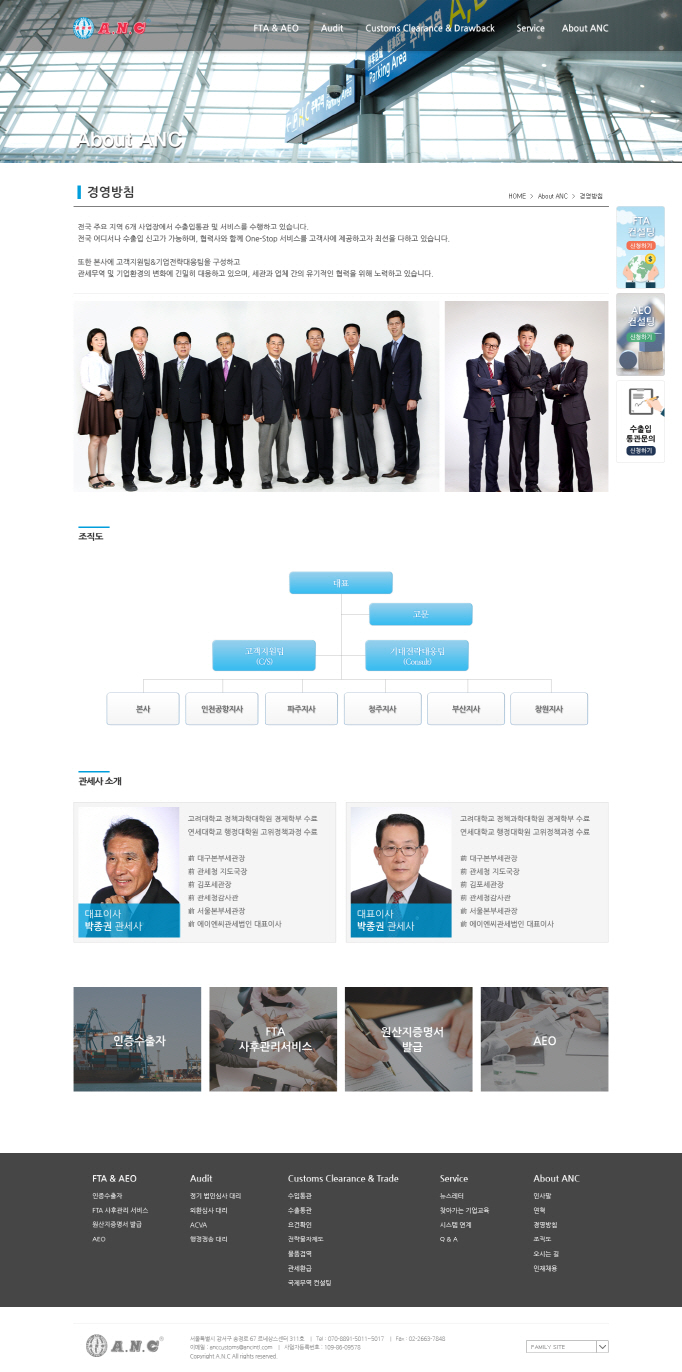 A.N.C
FTA & AEO
Audit
Customs Clearance & Drawback
Service
About ANC
Parking Area
About ANC
경영방침
HOME > About ANC > 경영방침
전국 주요 지역 6개 사업장에서 수출입통관 및 서비스를 수행하고 있습니다.
전국 어디서나 수출입 신고가 가능하며, 협력사와 함께 One-Stop 서비스를 고객사에 제공하고자 최선을 다하고 있습니다.
또한 본사에 고객지원팀&기업전략대응팀을 구성하고
관세무역 및 기업환경의 변화에 긴밀히 대응하고 있으며, 세관과 업체 간의 유기적인 협력을 위해 노력하고 있습니다.
FTA
컨설팅
신청하기
AEO
컨설팅
신청하기
수출입
통관문의
신청하기
조직도
대표
고문
고객지원팀
(C/S)
(Consult)
본사
인천공항지사
파주지사
청주지사
부산지사
창원지사
관세사 소개
고려대학교 정책과학대학원 경제학부 수료
연세대학교 행정대학원 고위정책과정 수료
前 대구본부세관장
前 관세청 지도국장
前 김포세관장
前 관세청감사관
前 서울본부세관장
前 에이엔씨관세법인 대표이사
대표이사
박종권 관세사
고려대학교 정책과학대학원 경제학부 수료
연세대학교 행정대학원 고위정책과정 수료
前 대구본부세관장
前 관세청 지도국장
前 김포세관장
前 관세청감사관
前 서울본부세관장
前 에이엔씨관세법인 대표이사
대표이사
박종권 관세사
인증수출자
FTA
사후관리서비스
원산지증명서
발급
AEO
FTA & AEO
인증수출자
FTA 사후관리 서비스
원산지증명서 발급
AEO
Audit
정기 법인심사 대리
외환심사 대리
ACVA
행정쟁송 대리
Customs Clearance & Trade
수입통관
수출통관
요건확인
전략물자제도
물품검역
관세환급
국제무역 컨설팅
Service
뉴스레터
찾아가는 기업교육
시스템 연계
Q & A
About ANC
인사말
연혁
경영방침
조직도
오시는 길
인재채용
A.N.C
서울특별시 강서구 송정로 67 르네상스센터 311호 | Tel : 070-8891-5011~5017 | Fax : 02-2663-7848
이메일 : anccustoms@ancintl.com | 사업자등록번호 : 109-86-09578
Copyright A.N.C All rights reserved.
FAMILY SITE